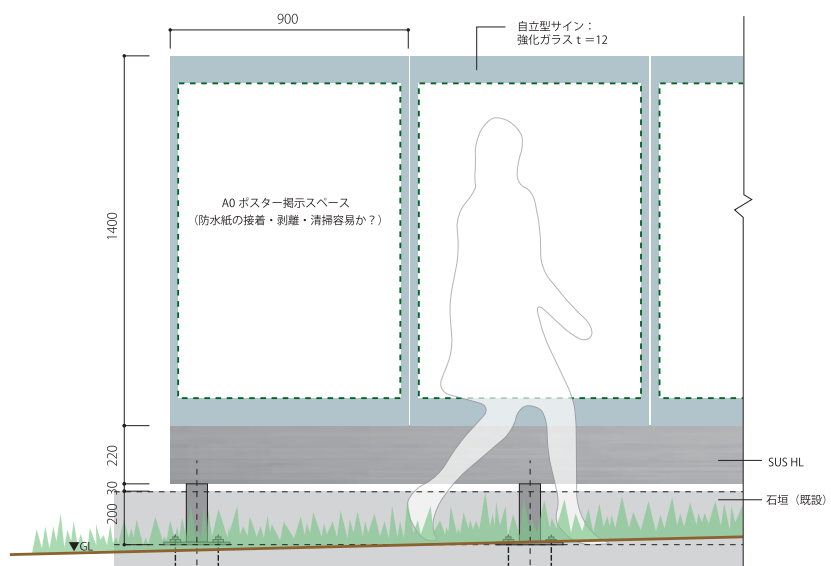 900
自立型サイン：
強化ガラスｔ＝12
A0 ポスター掲示スペース
（防水紙の接着・剥離・清掃容易か？）
1400
220
SUS HL
30
石垣（既設）
200
▼GL